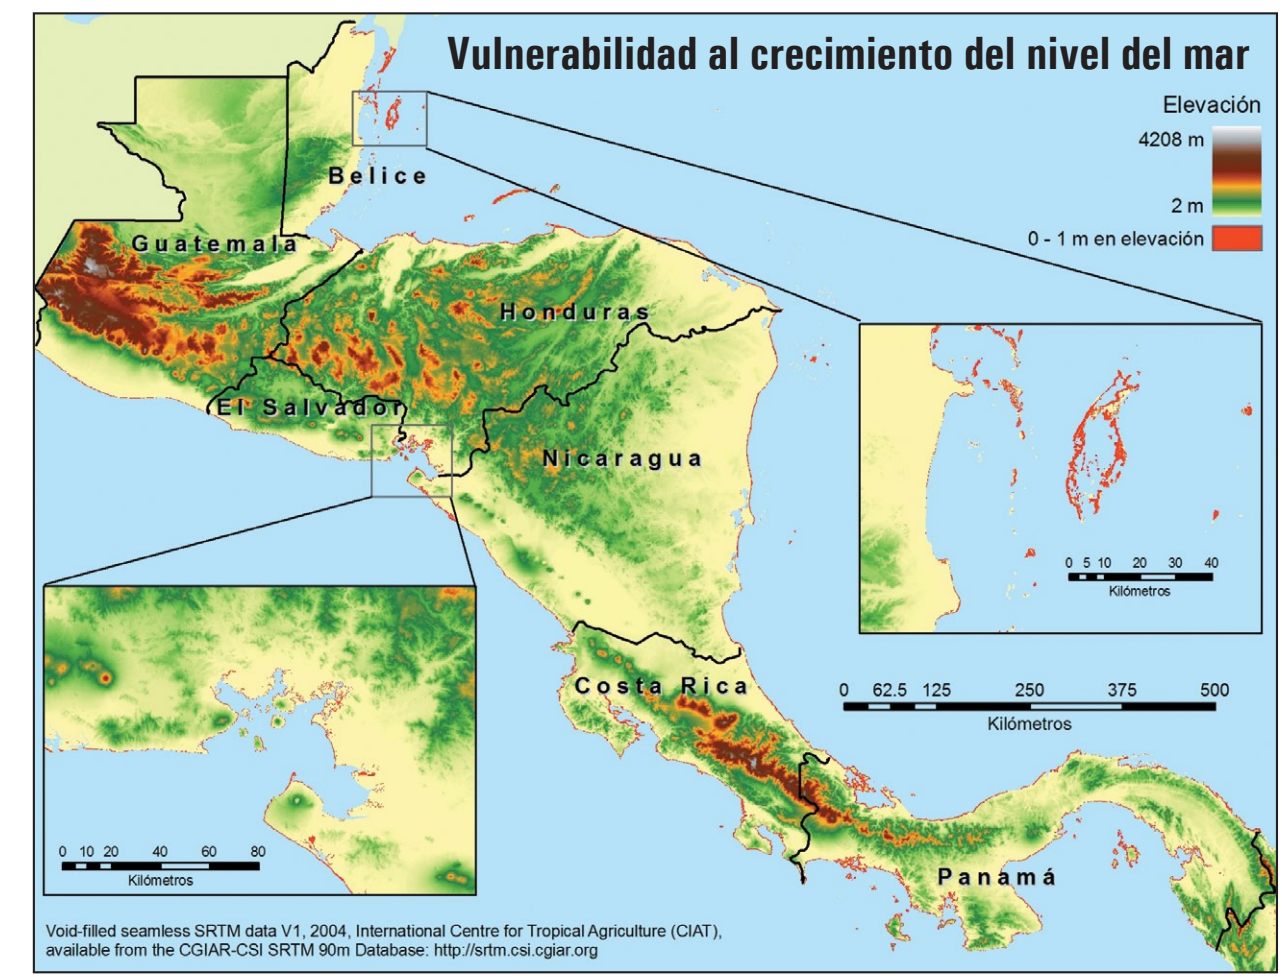 Vulnerabilidad al crecimiento del nivel del mar
Elevación
4208 m
2 m
0 - 1 m en elevación
Belice
Guatemala
Honduras
El Salvador
Nicaragua
0 5 10 20 30 40
Kilómetros
Costa Rica
0 62.5 125 250 375 500
Kilómetros
0 10 20 40 60 80
Kilómetros
Panamá
Void-filled seamless SRTM data V1, 2004, International Centre for Tropical Agriculture (CIAT),
available from the CGIAR-CSI SRTM 90m Database: http://srtm.csi.cgiar.org